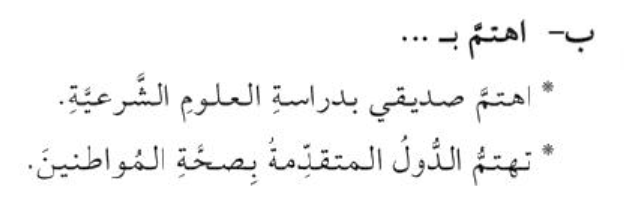 ب- اهتمَّ بـ ...
* اهتمَّ صديقي بدراسةِ العلومِ الشَّرعيَّةِ.
* تهتمُّ الدُّولُ المتقدِّمةُ بِصحَّةِ المُواطنينَ.